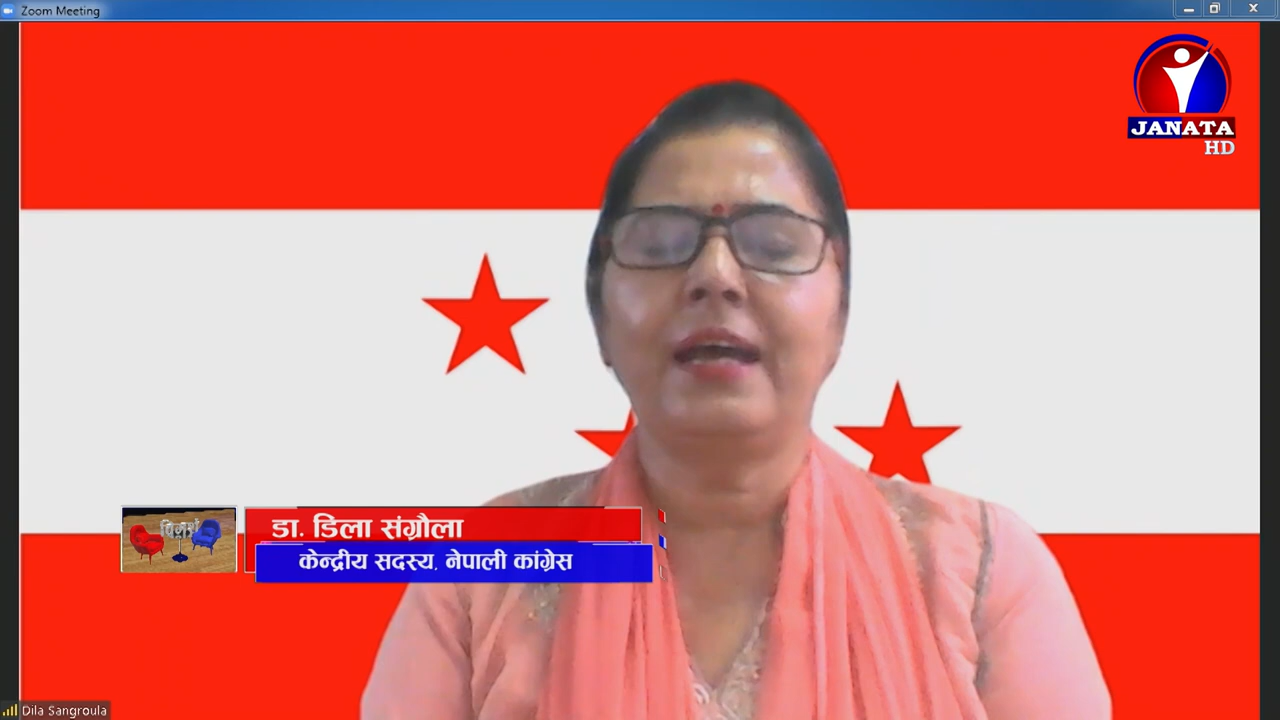 Zoom Meeting
JANATA
HD
डा. डिला संग्रौला
केन्द्रीय सदस्य, नेपाली कांग्रेस
Dila Sangroula